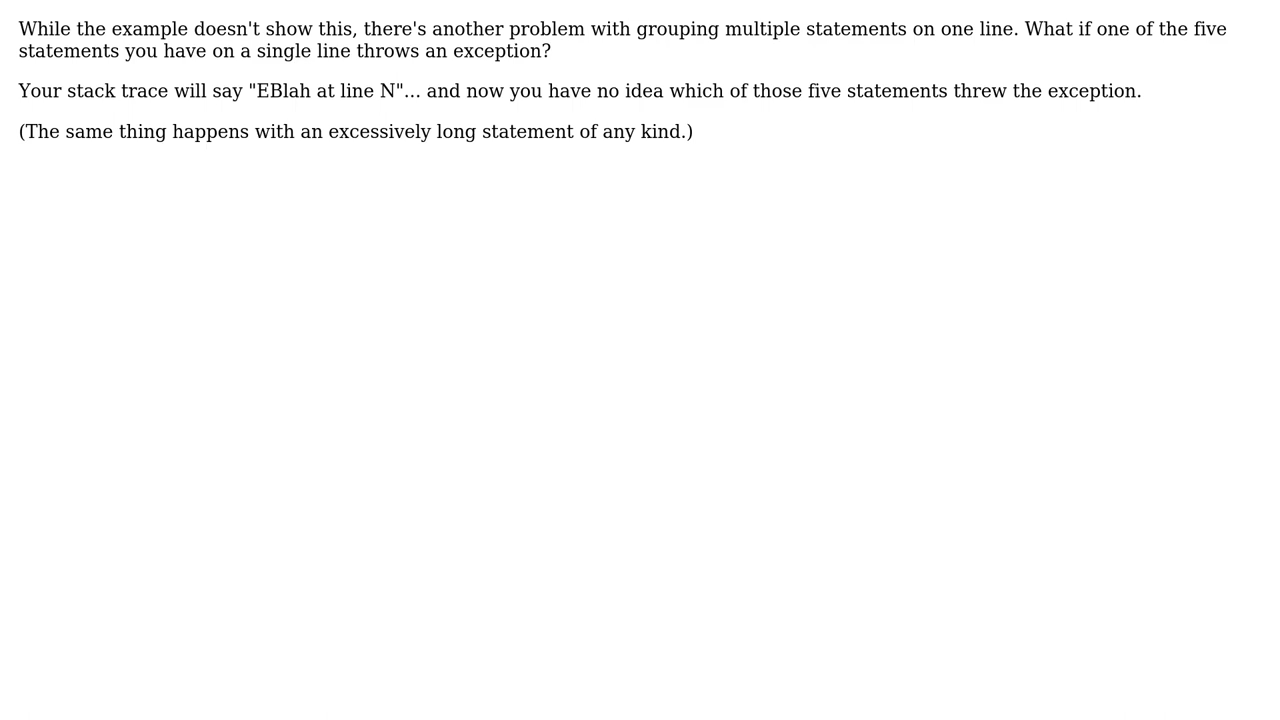 While the example doesn't show this, there's another problem with grouping multiple statements on one line. What if one of the five
statements you have on a single line throws an exception?
Your stack trace will say "EBlah at line N"... and now you have no idea which of those five statements threw the exception.
(The same thing happens with an excessively long statement of any kind.)